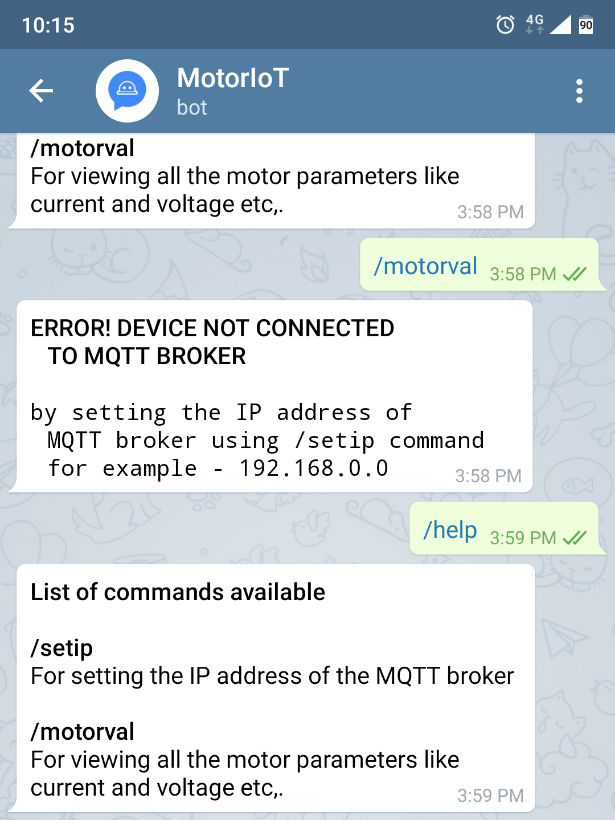 10:15
4G
90
MotorIoT
bot
/motorval
For viewing all the motor parameters like
current and voltage etc,.
3:58 PM
/motorval 3:58 PM
ERROR! DEVICE NOT CONNECTED
TO MQTT BROKER
by setting the IP address of
MQTT broker using /setip command
for example - 192.168.0.0
3:58 PM
/help 3:59 PM
List of commands available
/setip
For setting the IP address of the MQTT broker
/motorval
For viewing all the motor parameters like
current and voltage etc,.
3:59 PM